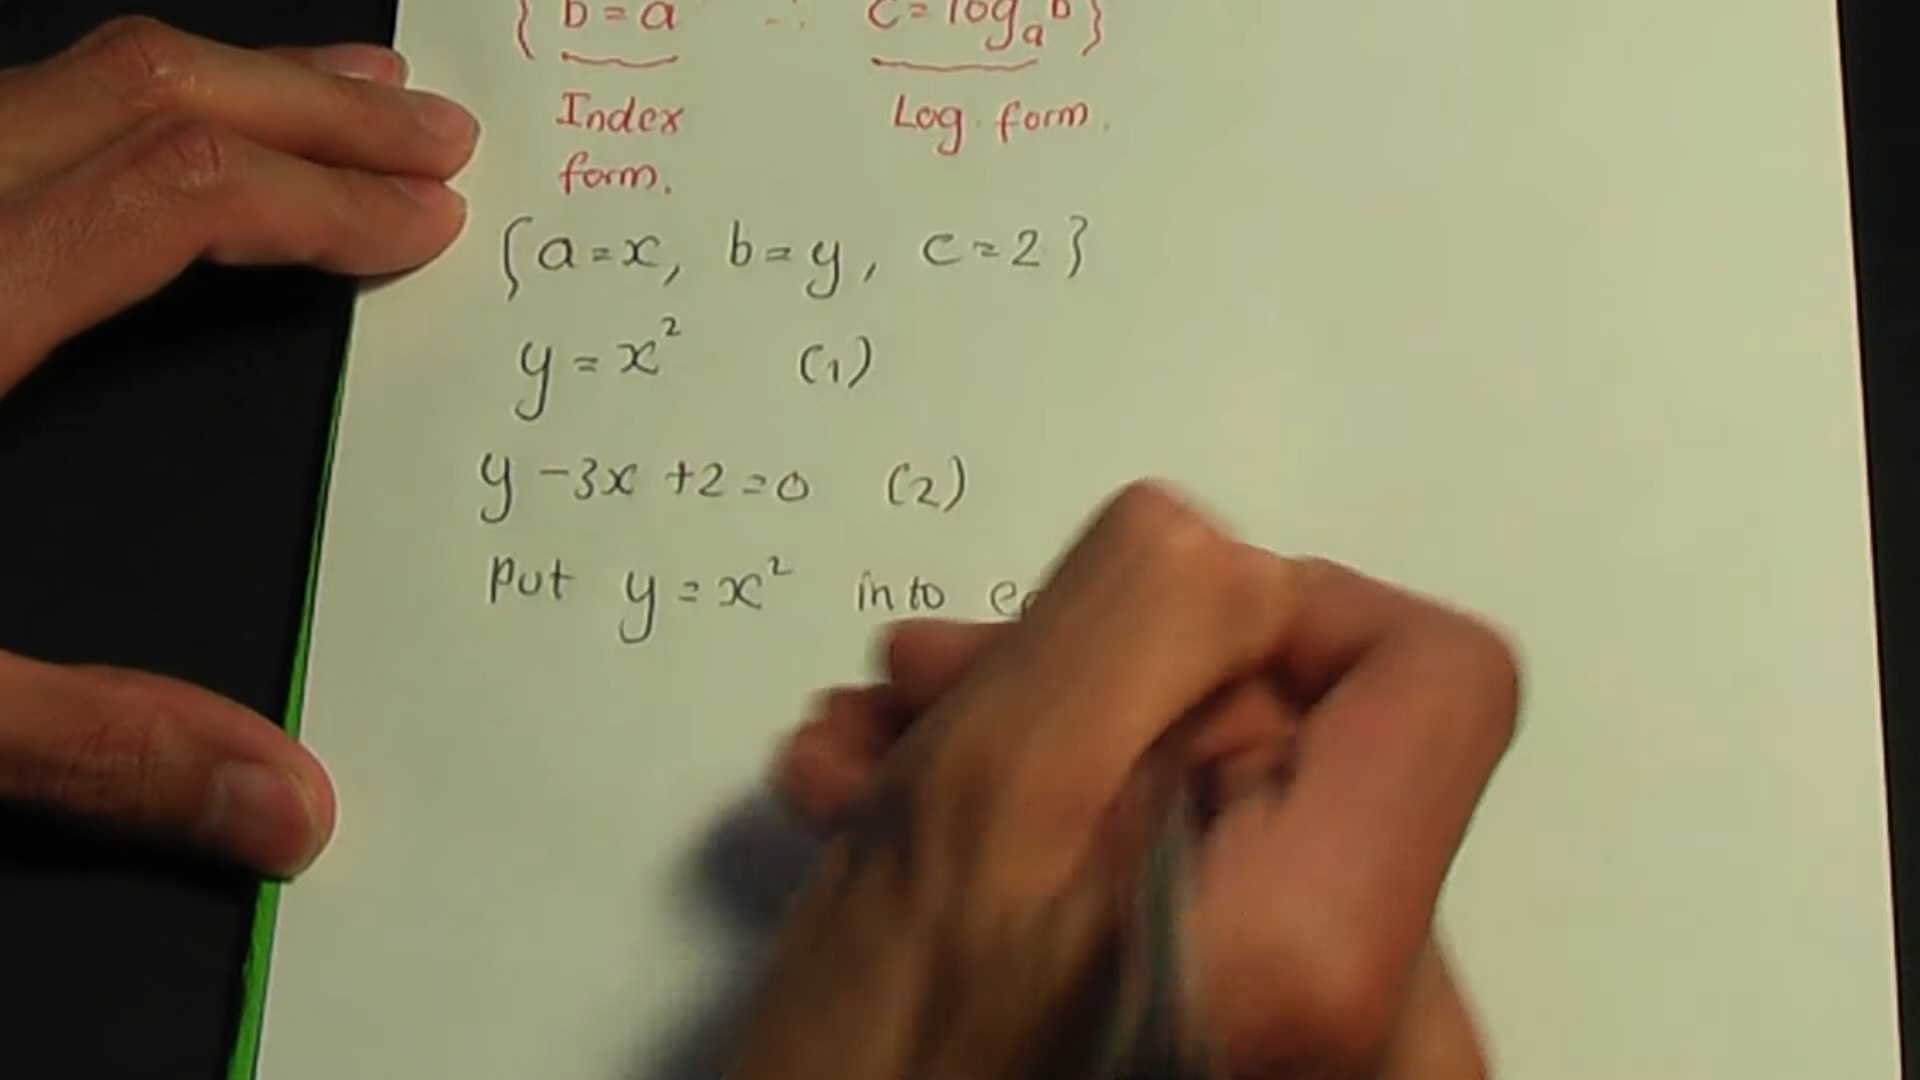 { b = a ∴ c = log_a b }
Index form.
Log form.
{ a = x, b = y, c = 2 }
y = x² (1)
y - 3x + 2 = 0 (2)
Put y = x² into